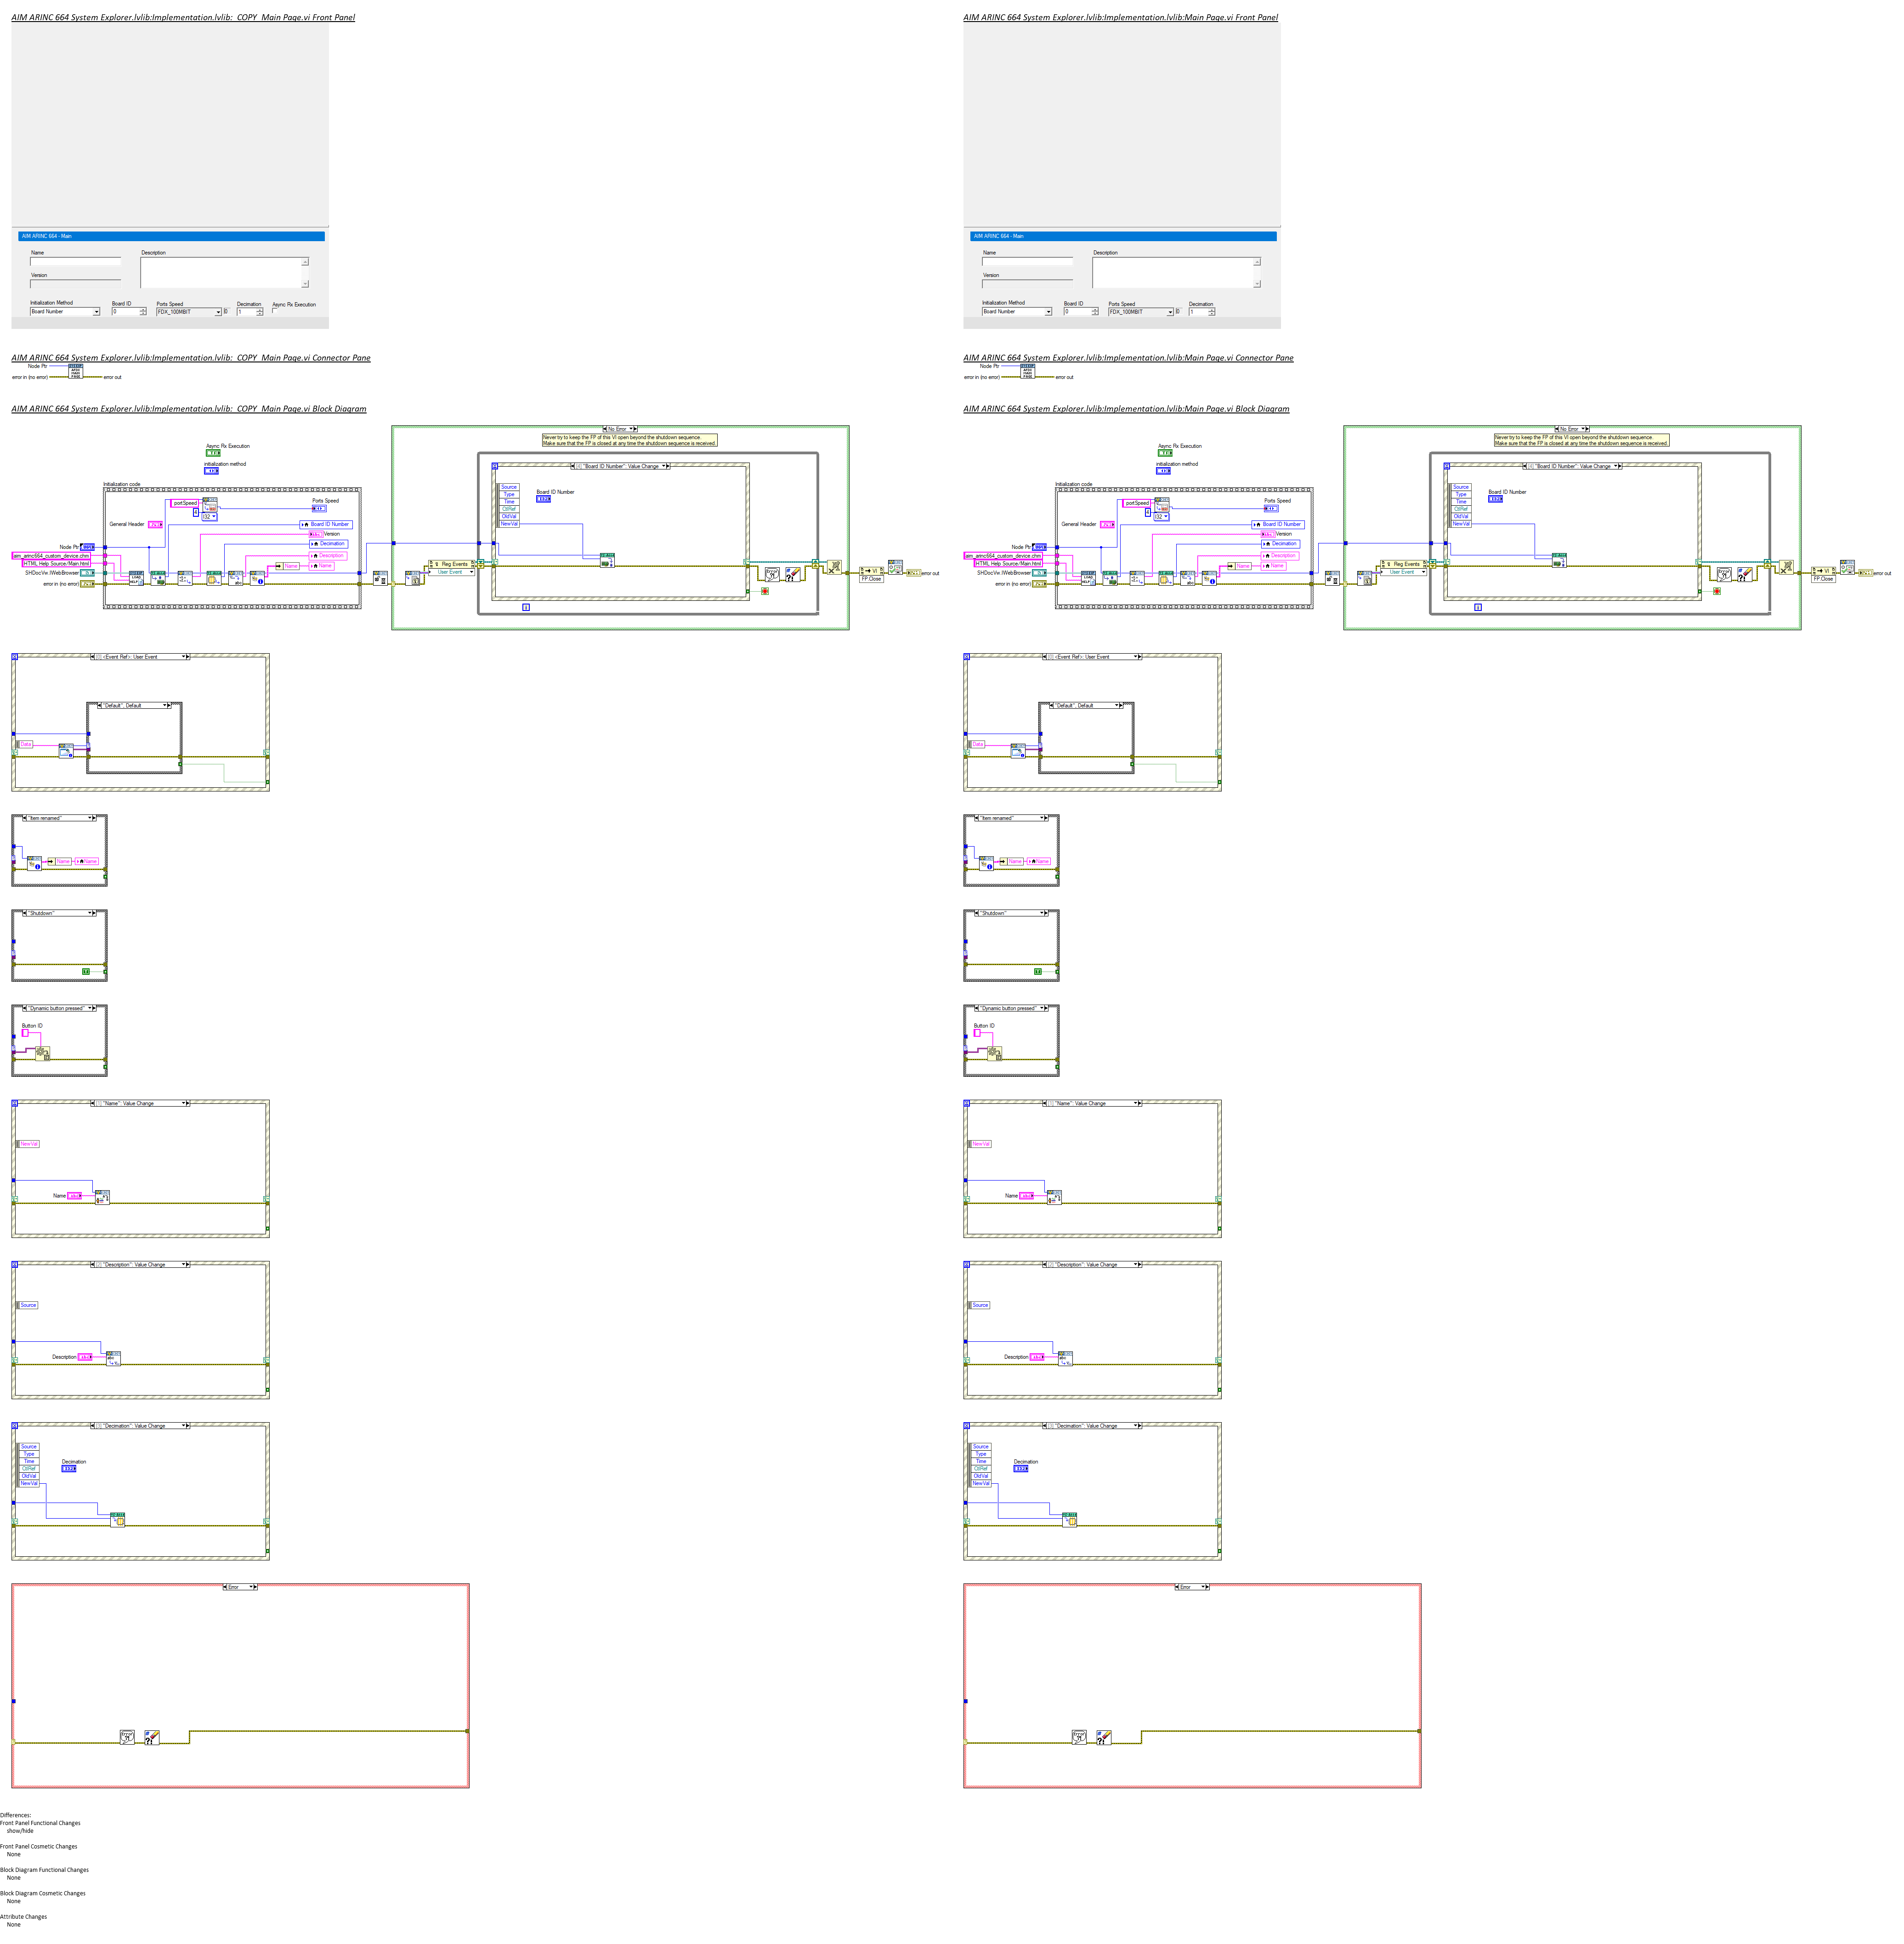 AIM ARINC 664 System Explorer.lvlib:Implementation.lvlib:_COPY_Main Page.vi Front Panel
AIM ARINC 664 - Main
Name
Description
Version
Initialization Method
Board ID
Ports Speed
Decimation
Async Rx Execution
Board Number
0
FDX_100MBIT
1
AIM ARINC 664 System Explorer.lvlib:Implementation.lvlib:_COPY_Main Page.vi Connector Pane
Node Ptr
error in (no error)
error out
AIM ARINC 664 System Explorer.lvlib:Implementation.lvlib:_COPY_Main Page.vi Block Diagram
No Error
Never try to keep the FP of this VI open beyond the shutdown sequence.
Make sure that the FP is closed at any time the shutdown sequence is received.
Async Rx Execution
initialization method
[4] "Board ID Number": Value Change
Initialization code
Source
Type
Time
CtlRef
OldVal
NewVal
Board ID Number
portSpeed
I32
Ports Speed
General Header
Board ID Number
Version
Node Ptr
Decimation
aim_arinc664_custom_device.chm
Description
HTML Help Source/Main.html
Name
Name
SHDocVw.IWebBrowser
error in (no error)
Reg Events
User Event
VI
FP.Close
error out
<Event Ref>: User Event
"Default", Default
Data
"Item renamed"
Name
Name
"Shutdown"
"Dynamic button pressed"
Button ID
"Name": Value Change
NewVal
Name
"Description": Value Change
Source
Description
"Decimation": Value Change
Source
Type
Time
CtlRef
OldVal
NewVal
Decimation
Error
AIM ARINC 664 System Explorer.lvlib:Implementation.lvlib:Main Page.vi Front Panel
AIM ARINC 664 - Main
Name
Description
Version
Initialization Method
Board ID
Ports Speed
Decimation
Board Number
0
FDX_100MBIT
1
AIM ARINC 664 System Explorer.lvlib:Implementation.lvlib:Main Page.vi Connector Pane
Node Ptr
error in (no error)
error out
AIM ARINC 664 System Explorer.lvlib:Implementation.lvlib:Main Page.vi Block Diagram
No Error
Never try to keep the FP of this VI open beyond the shutdown sequence.
Make sure that the FP is closed at any time the shutdown sequence is received.
Async Rx Execution
initialization method
[4] "Board ID Number": Value Change
Initialization code
Source
Type
Time
CtlRef
OldVal
NewVal
Board ID Number
portSpeed
I32
Ports Speed
General Header
Board ID Number
Version
Node Ptr
Decimation
aim_arinc664_custom_device.chm
Description
HTML Help Source/Main.html
Name
Name
SHDocVw.IWebBrowser
error in (no error)
Reg Events
User Event
VI
FP.Close
error out
<Event Ref>: User Event
"Default", Default
Data
"Item renamed"
Name
Name
"Shutdown"
"Dynamic button pressed"
Button ID
"Name": Value Change
NewVal
Name
"Description": Value Change
Source
Description
"Decimation": Value Change
Source
Type
Time
CtlRef
OldVal
NewVal
Decimation
Error
Differences:
Front Panel Functional Changes
show/hide
Front Panel Cosmetic Changes
None
Block Diagram Functional Changes
None
Block Diagram Cosmetic Changes
None
Attribute Changes
None